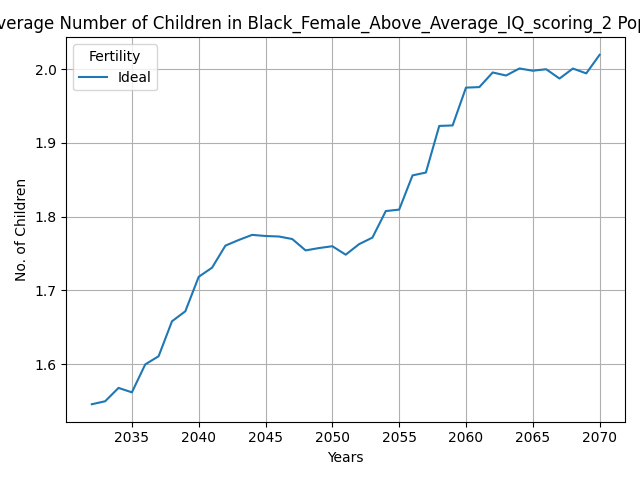 verage Number of Children in Black_Female_Above_Average_IQ_scoring_2 Pop
Fertility
Ideal
2.0
1.9
1.8
1.7
1.6
No. of Children
2035 2040 2045 2050 2055 2060 2065 2070
Years